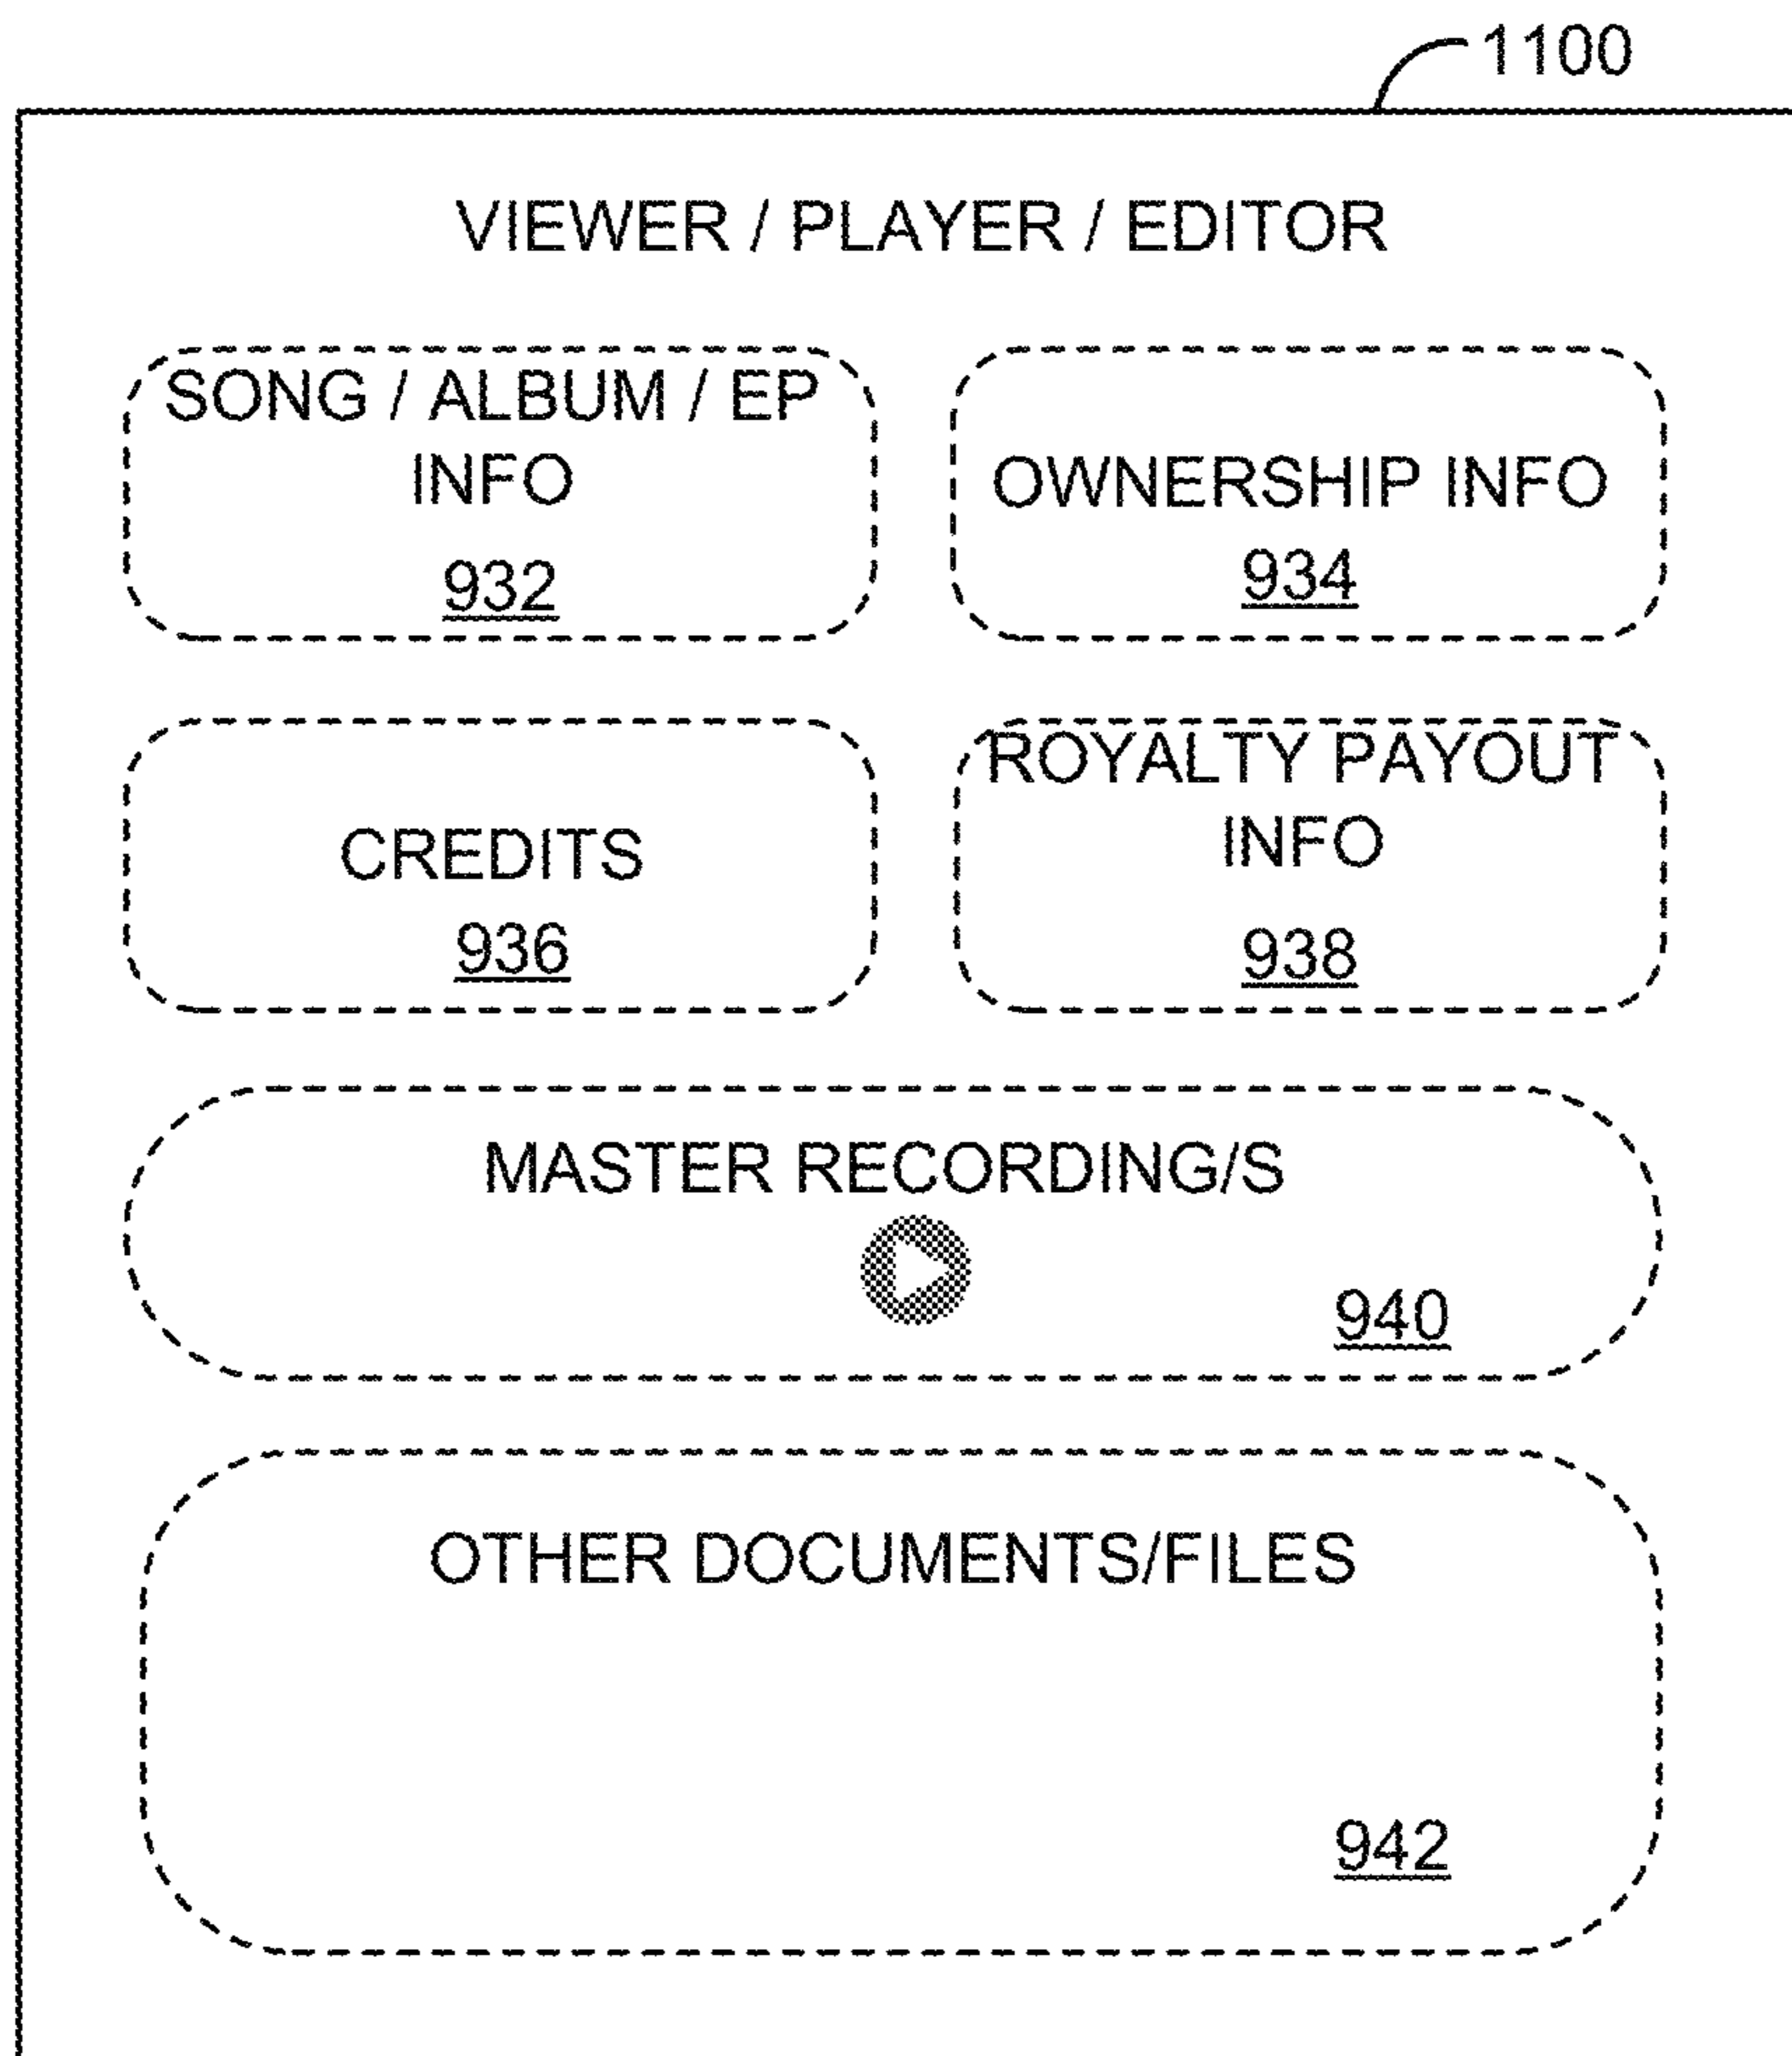 1100
VIEWER / PLAYER / EDITOR
SONG / ALBUM / EP
INFO
932
OWNERSHIP INFO
934
CREDITS
936
ROYALTY PAYOUT
INFO
938
MASTER RECORDING/S
940
OTHER DOCUMENTS/FILES
942